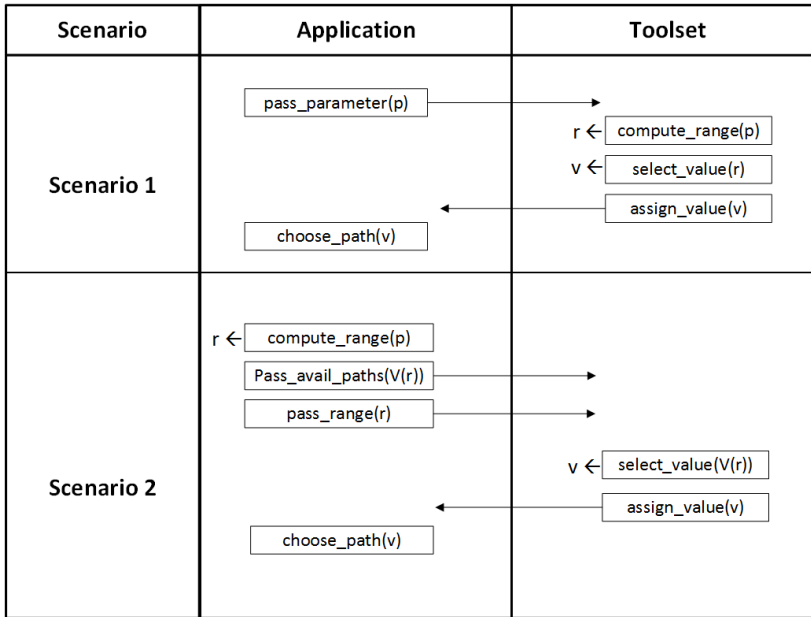 Scenario Application Toolset
pass_parameter(p)
r ← compute_range(p)
v ← select_value(r)
Scenario 1
assign_value(v)
choose_path(v)
r ← compute_range(p)
Pass_avail_paths(V(r))
pass_range(r)
v ← select_value(V(r))
Scenario 2
assign_value(v)
choose_path(v)